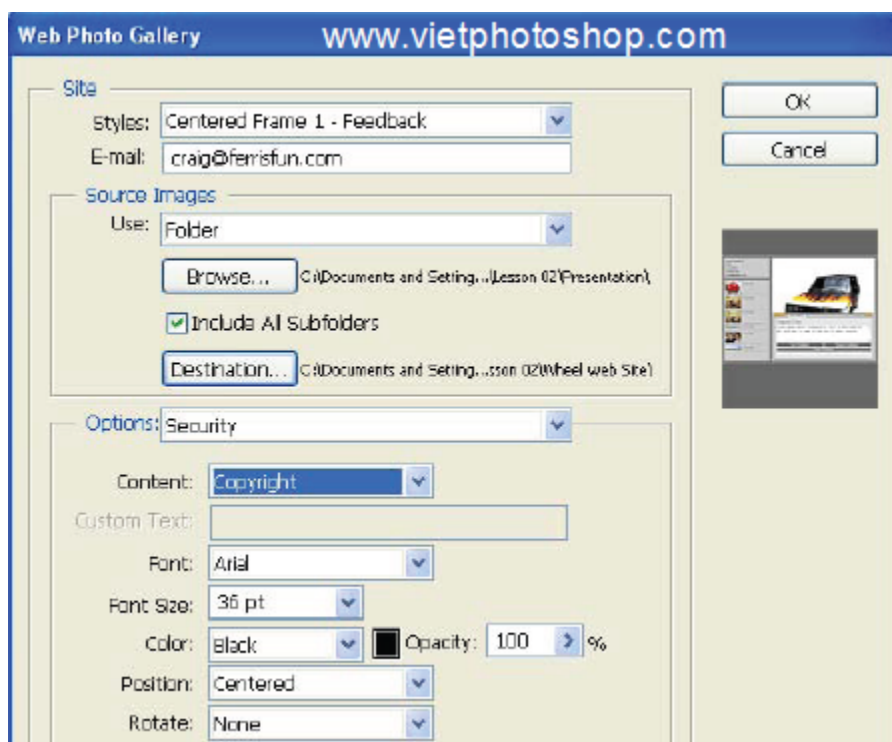 Web Photo Gallery www.vietphotoshop.com
Site
OK
Styles: Centered Frame 1 - Feedback
E-mail: craig@ferrisfun.com
Cancel
Source Images
Use: Folder
Browse... C:\Documents and Setting...\Lesson 02\Presentation\
Include All Subfolders
Destination... C:\Documents and Setting...sson 02\Wheel web Site\
Options: Security
Content: Copyright
Custom Text:
Font: Arial
Font Size: 36 pt
Color: Black Opacity: 100 %
Position: Centered
Rotate: None